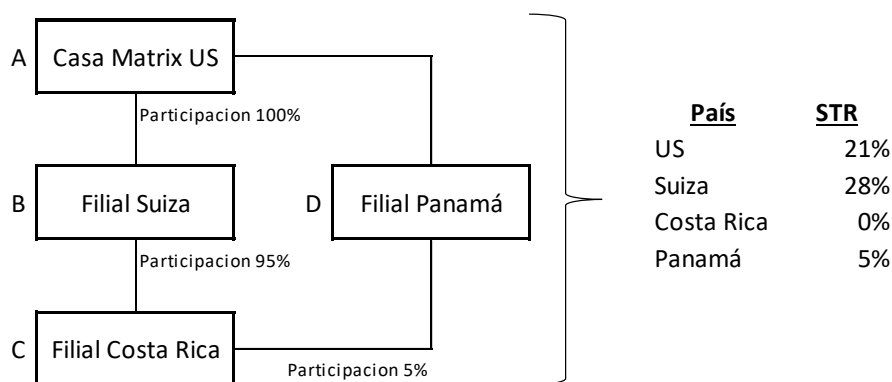 A Casa Matrix US
Participacion 100%
B Filial Suiza
D Filial Panamá
Participacion 95%
C Filial Costa Rica
Participacion 5%
País STR
US 21%
Suiza 28%
Costa Rica 0%
Panamá 5%